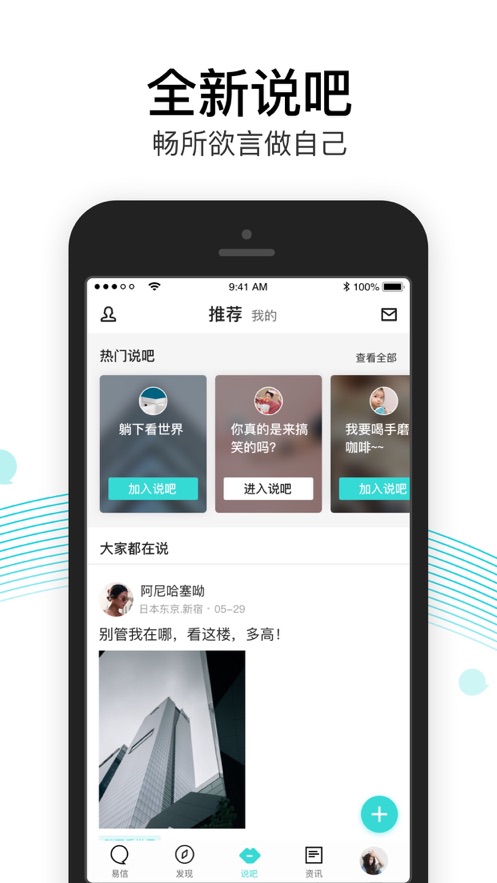 全新说吧
畅所欲言做自己
9:41 AM
100%
推荐 我的
热门说吧
查看全部
躺下看世界
加入说吧
你真的是来搞
笑的吗?
进入说吧
我要喝手磨
咖啡~~
加入说吧
大家都在说
阿尼哈塞呦
日本东京.新宿 · 05-29
别管我在哪，看这楼，多高！
易信
发现
说吧
资讯